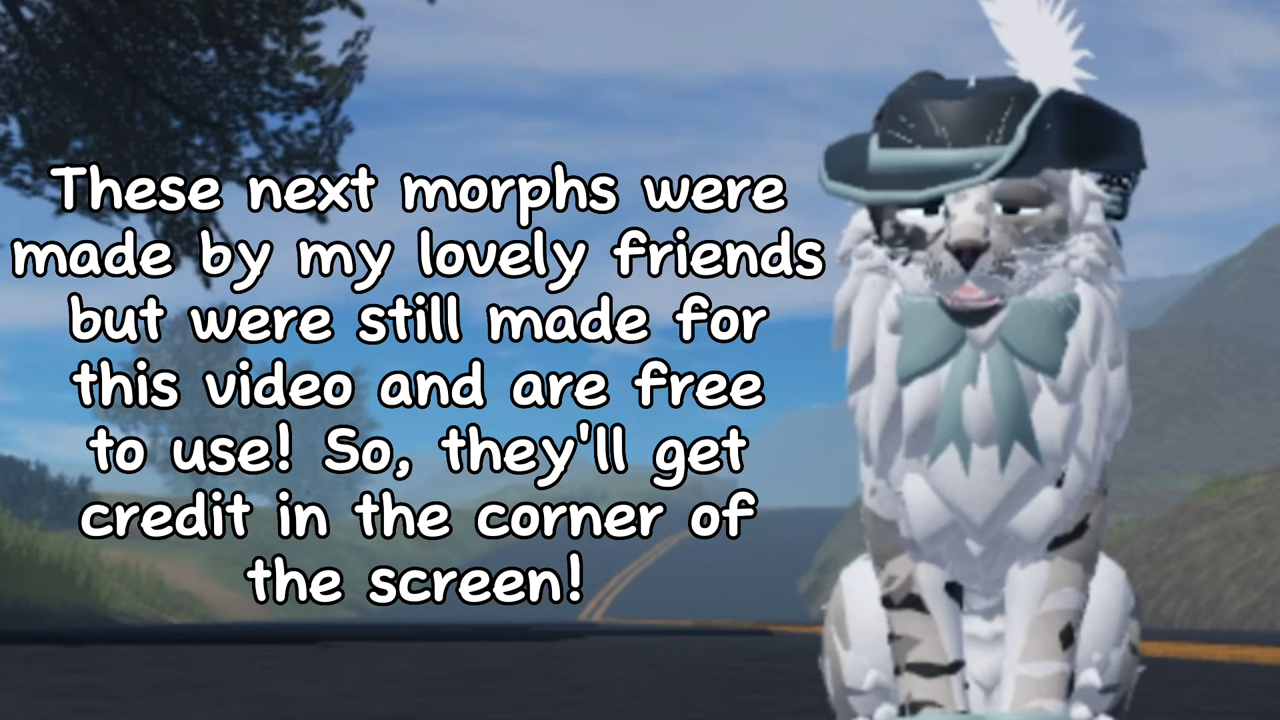 These next morphs were
made by my lovely friends
but were still made for
this video and are free
to use! So, they'll get
credit in the corner of
the screen!